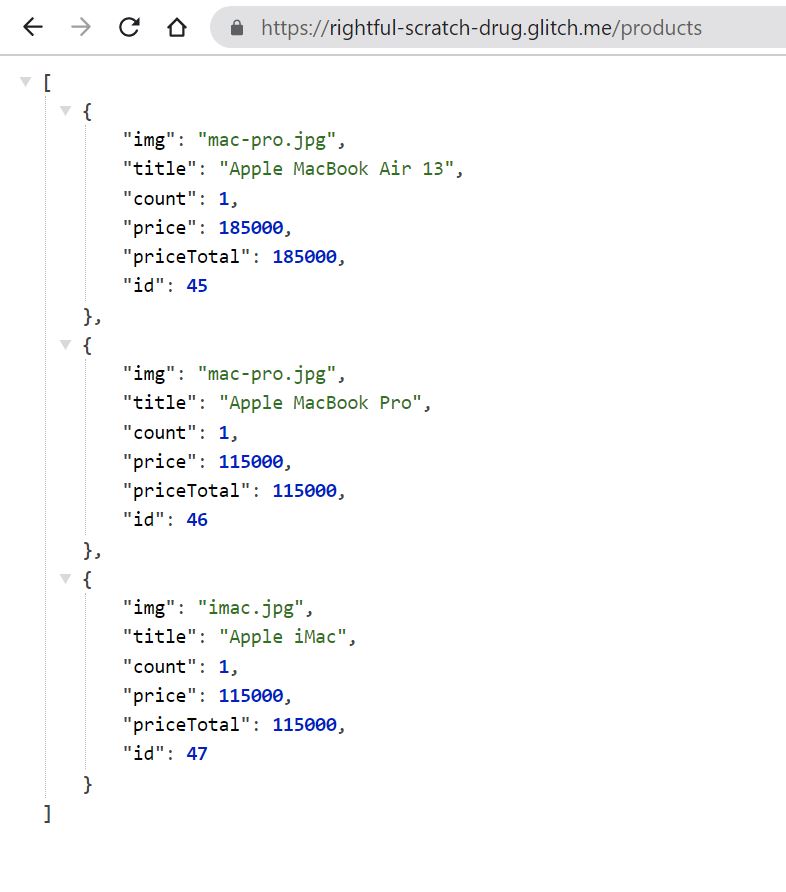 https://rightful-scratch-drug.glitch.me/products
[
{
"img": "mac-pro.jpg",
"title": "Apple MacBook Air 13",
"count": 1,
"price": 185000,
"priceTotal": 185000,
"id": 45
},
{
"img": "mac-pro.jpg",
"title": "Apple MacBook Pro",
"count": 1,
"price": 115000,
"priceTotal": 115000,
"id": 46
},
{
"img": "imac.jpg",
"title": "Apple iMac",
"count": 1,
"price": 115000,
"priceTotal": 115000,
"id": 47
}
]